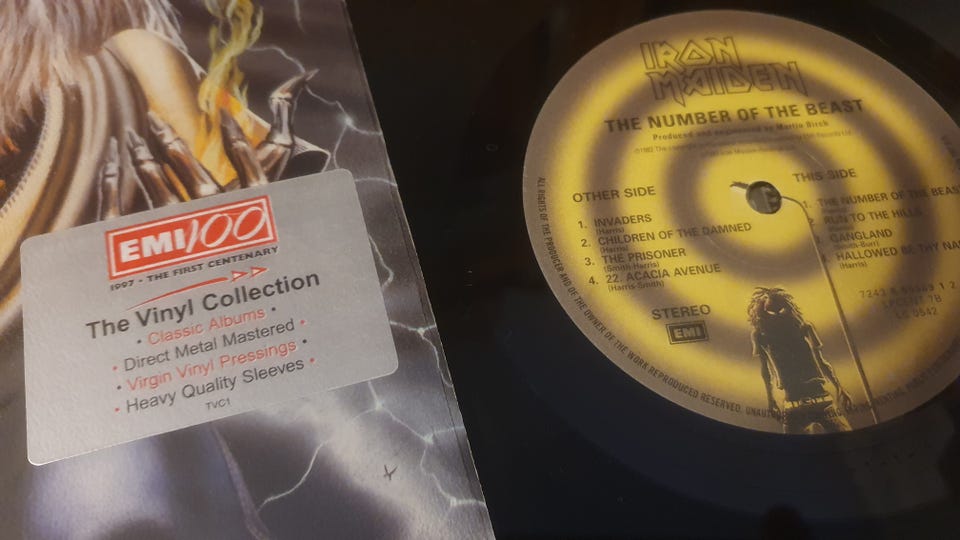 EMI100
1997 • THE FIRST CENTENARY
The Vinyl Collection
• Classic Albums •
• Direct Metal Mastered •
• Virgin Vinyl Pressings •
• Heavy Quality Sleeves •
TVC1
IRON
MAIDEN
THE NUMBER OF THE BEAST
Produced and engineered by Martin Birch
OTHER SIDE
1. INVADERS
(Harris)
2. CHILDREN OF THE DAMNED
(Harris)
3. THE PRISONER
(Smith-Harris)
4. 22. ACACIA AVENUE
(Harris-Smith)
STEREO
EMI
THIS SIDE
1. THE NUMBER OF THE BEAS
2. RUN TO THE HILLS
GANGLAND
(Smith-Burr)
HALLOWED BE THY NA
(Harris)
LC 0542
ALL RIGHTS OF THE PRODUCER AND OF THE OWNER OF THE WORK REPRODUCED RESERVED.